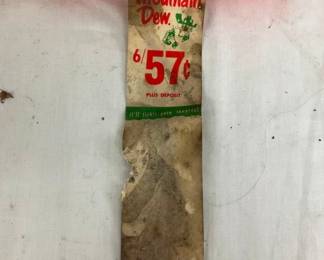 Mountain
Dew.
6/57¢
PLUS DEPOSIT